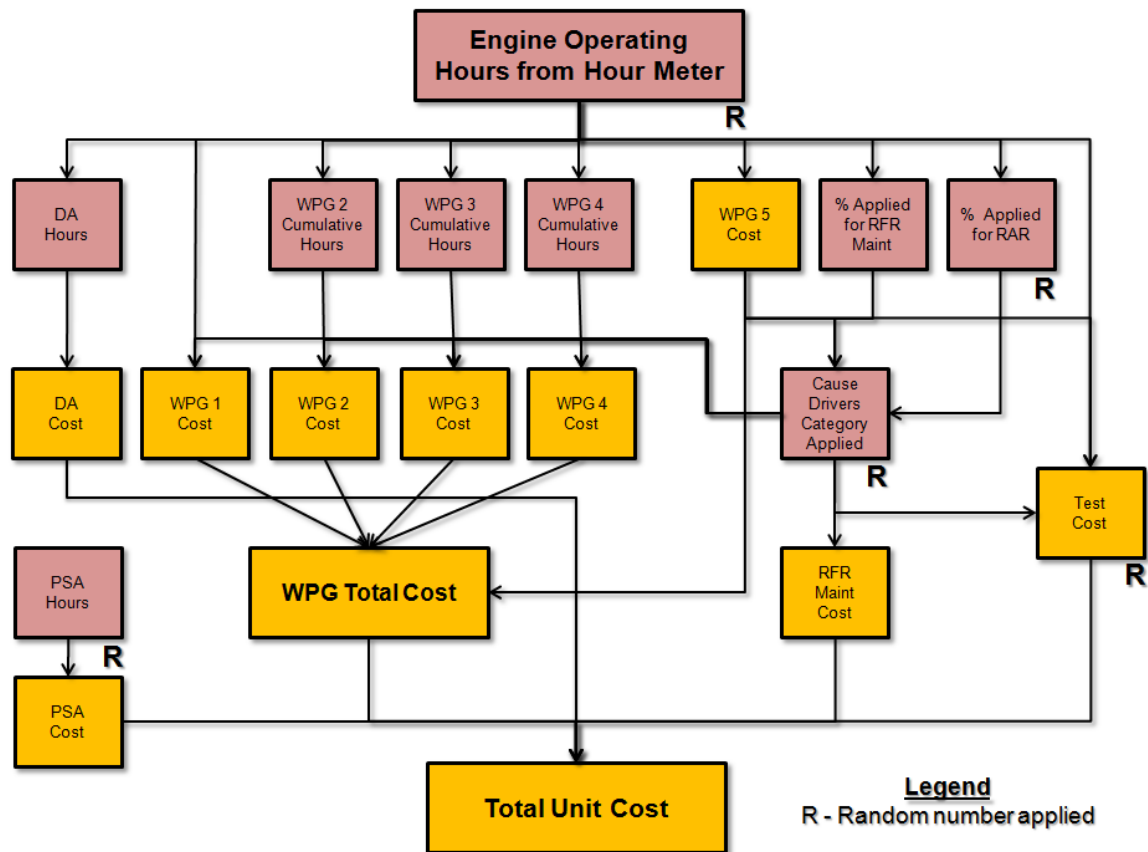 Engine Operating
Hours from Hour Meter
R
DA
Hours
WPG 2
Cumulative
Hours
WPG 3
Cumulative
Hours
WPG 4
Cumulative
Hours
WPG 5
Cost
% Applied
for RFR
Maint
% Applied
for RAR
R
DA
Cost
WPG 1
Cost
WPG 2
Cost
WPG 3
Cost
WPG 4
Cost
Cause
Drivers
Category
Applied
R
Test
Cost
R
PSA
Hours
R
WPG Total Cost
RFR
Maint
Cost
PSA
Cost
Total Unit Cost
Legend
R - Random number applied